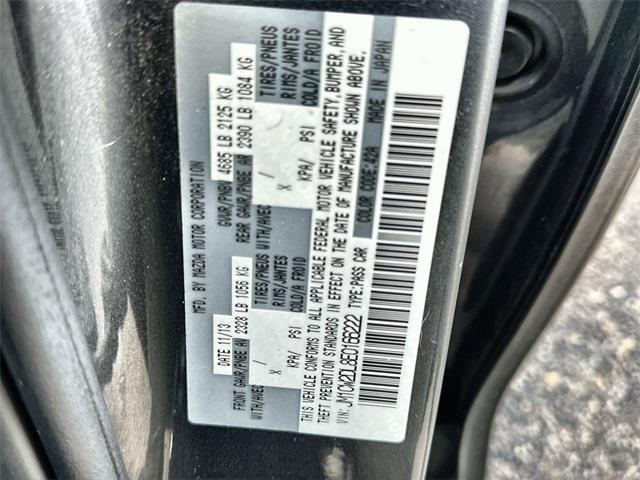 MFD. BY MAZDA MOTOR CORPORATION
DATE 11/13 GVWR/PNBV 4685 LB 2125 KG
FRONT GAWR/PNBE AV 2328 LB 1056 KG REAR GAWR/PNBE AR 2390 LB 1084 KG
WITH/AVEC TIRES/PNEUS WITH/AVEC TIRES/PNEUS
X RIMS/JANTES X RIMS/JANTES
KPA/ PSI COLD/A FROID KPA/ PSI COLD/A FROID
THIS VEHICLE CONFORMS TO ALL APPLICABLE FEDERAL MOTOR VEHICLE SAFETY, BUMPER, AND
THEFT PREVENTION STANDARDS IN EFFECT ON THE DATE OF MANUFACTURE SHOWN ABOVE.
VIN: JM1CW2DL8E0166222 TYPE: PASS CAR COLOR CODE: 42A MADE IN JAPAN